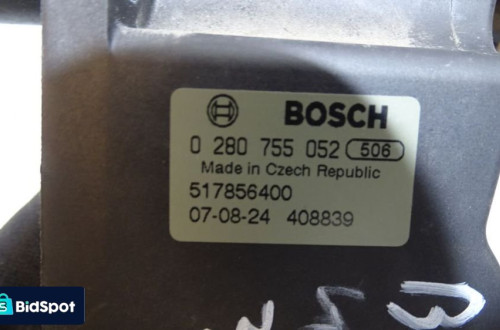 BOSCH
0 280 755 052 506
Made in Czech Republic
517856400
07-08-24 408839
BidSpot